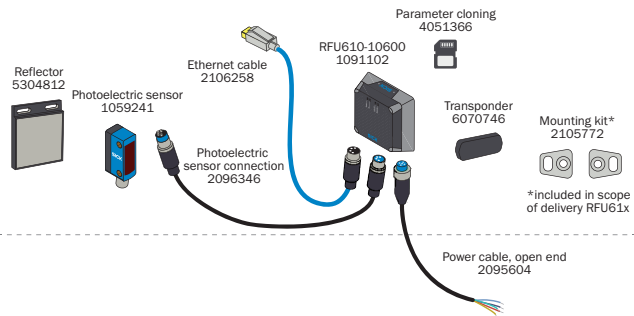 Parameter cloning
4051366
Ethernet cable
2106258
RFU610-10600
1091102
Reflector
5304812
Photoelectric sensor
1059241
Transponder
6070746
Mounting kit*
2105772
Photoelectric
sensor connection
2096346
*included in scope
of delivery RFU61x
Power cable, open end
2095604